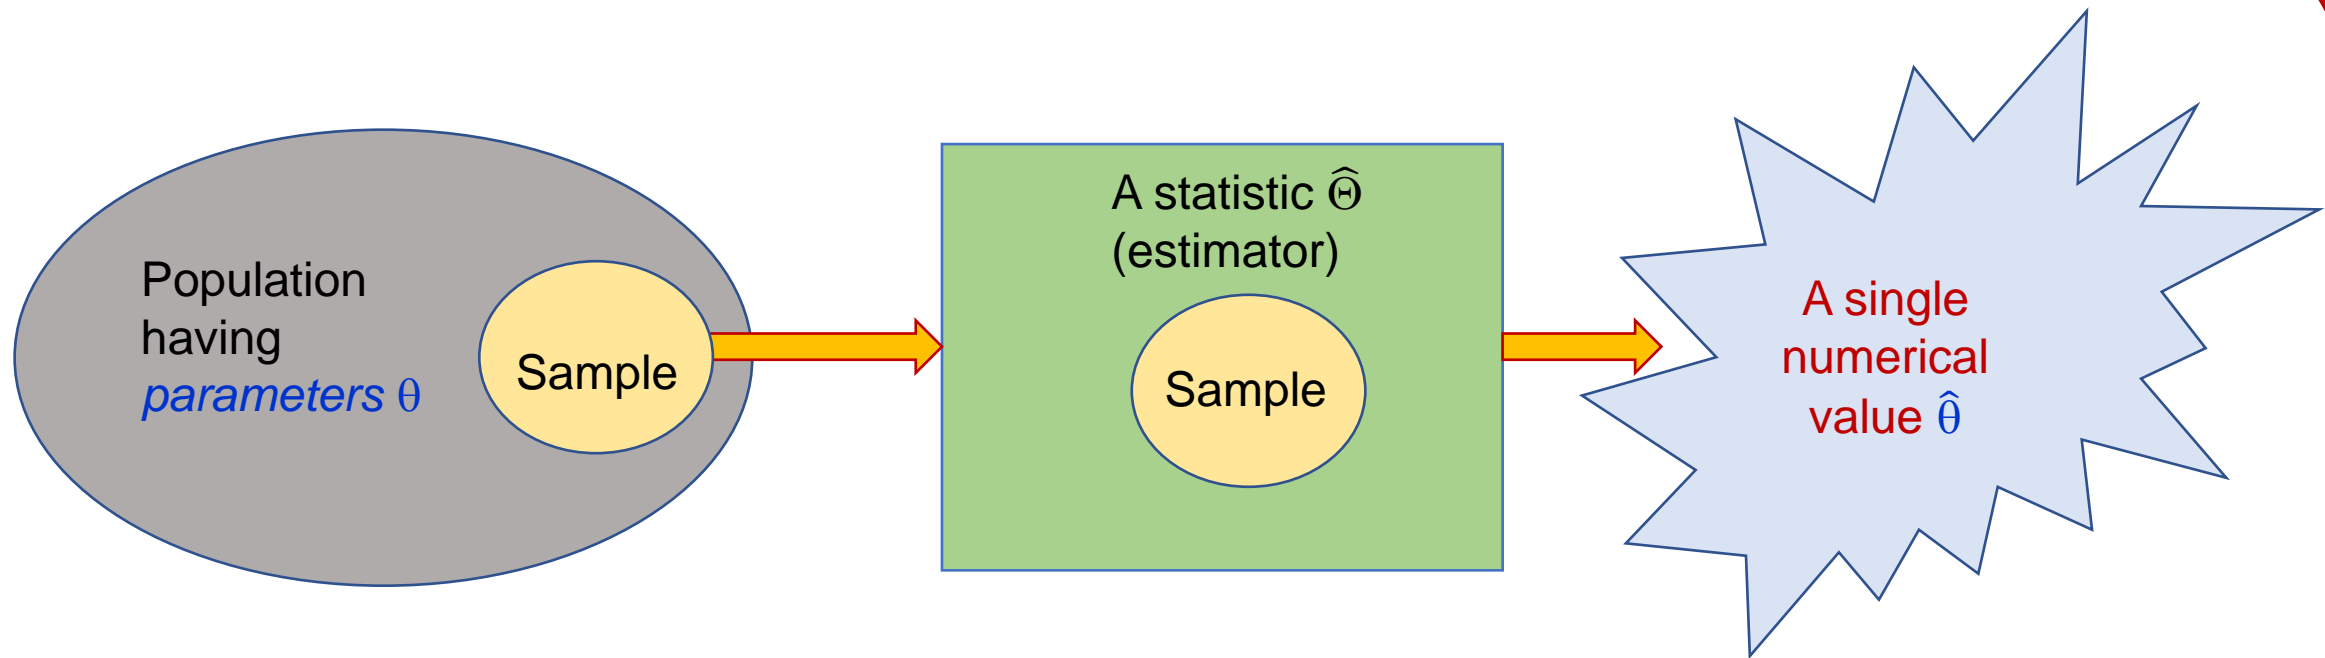 Population
having
parameters θ
Sample
A statistic Θ̂
(estimator)
Sample
A single
numerical
value θ̂